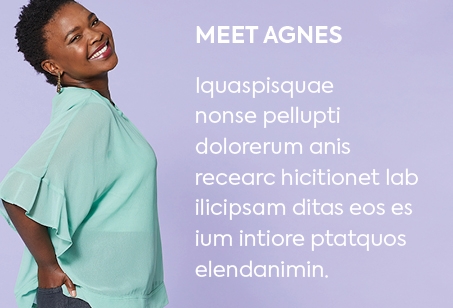 MEET AGNES
Iquaspisquae
nonse pellupti
dolorerum anis
recearc hicitionet lab
ilicipsam ditas eos es
ium intiore ptatquos
elendanimin.